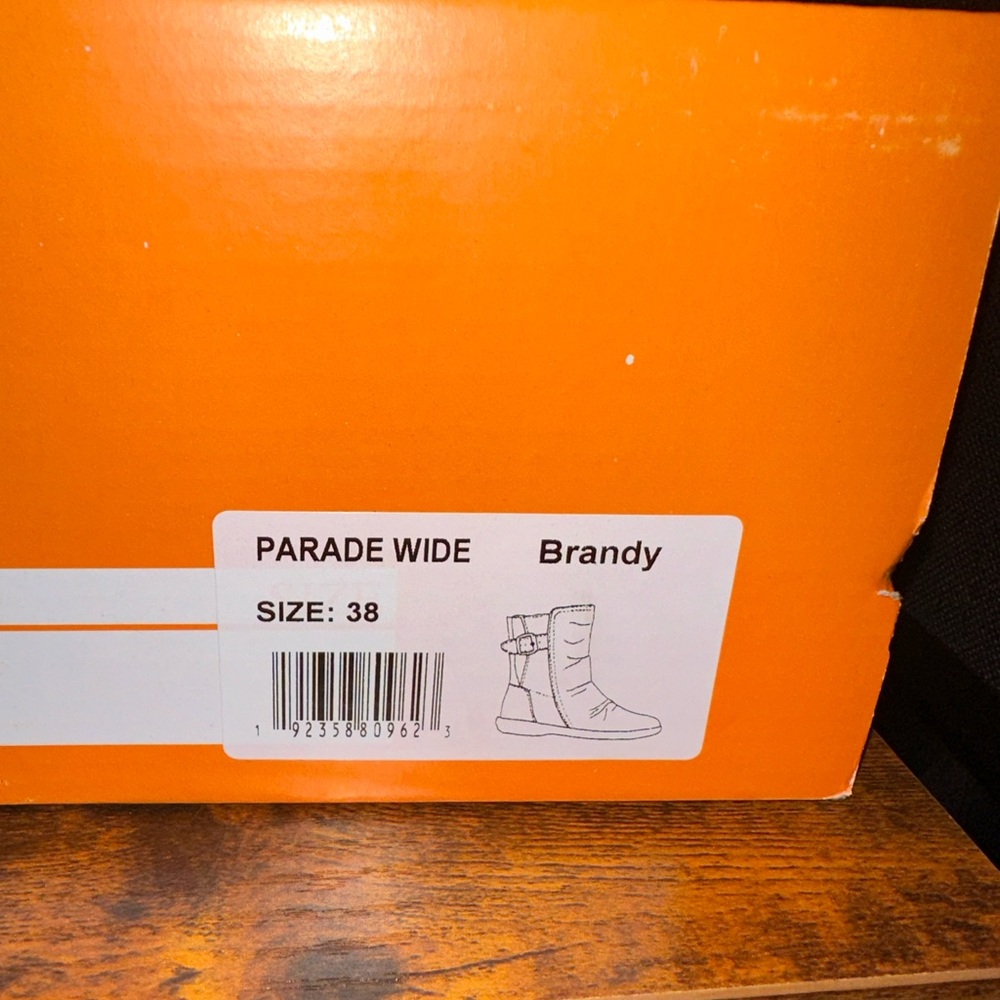 PARADE WIDE Brandy
SIZE: 38
1 92358 80962 3